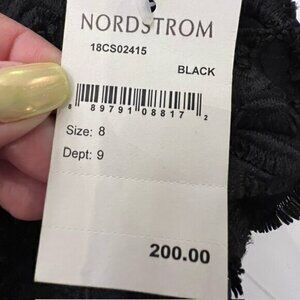 NORDSTROM
18CS02415
BLACK
8 89791 08817 2
Size: 8
Dept: 9
200.00